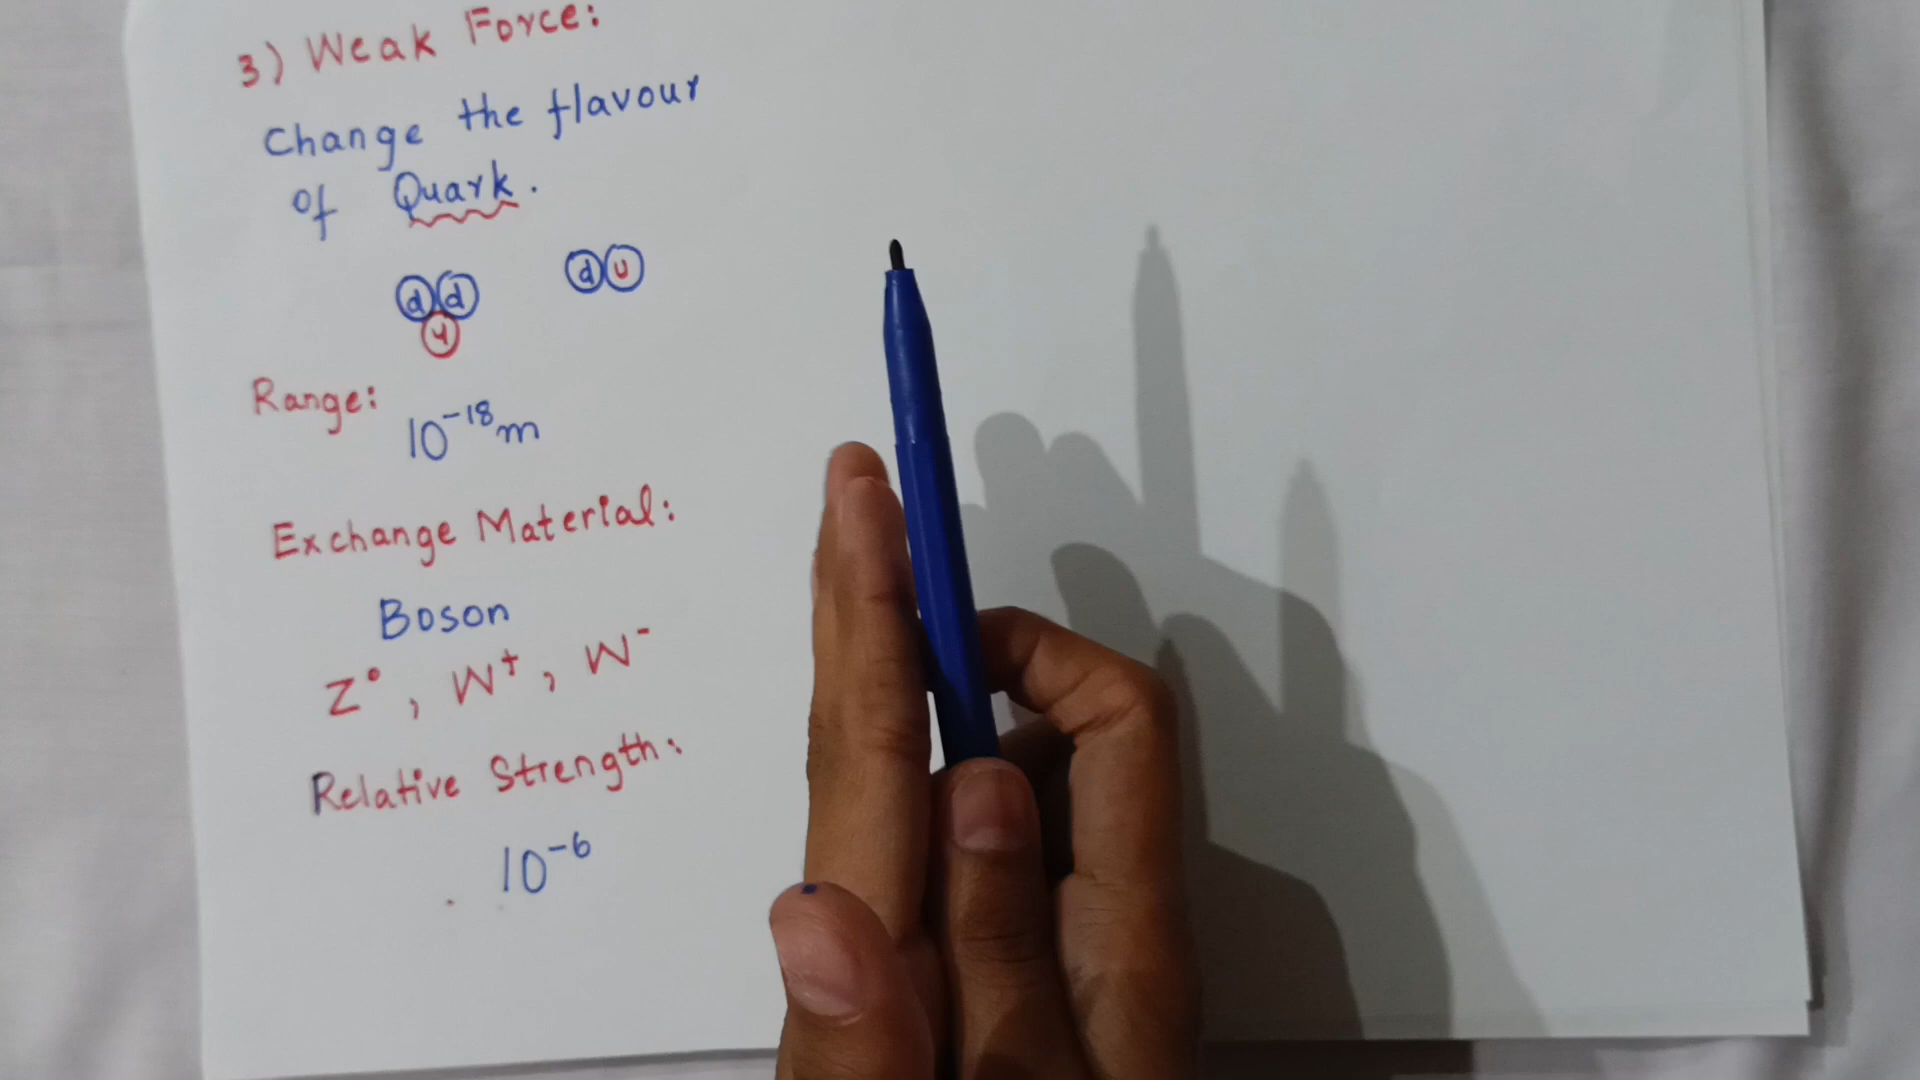 3) Weak Force:
Change the flavour
of Quark.
d d d u
u
Range:
10⁻¹⁸m
Exchange Material:
Boson
Z°, W⁺, W⁻
Relative Strength:
10⁻⁶